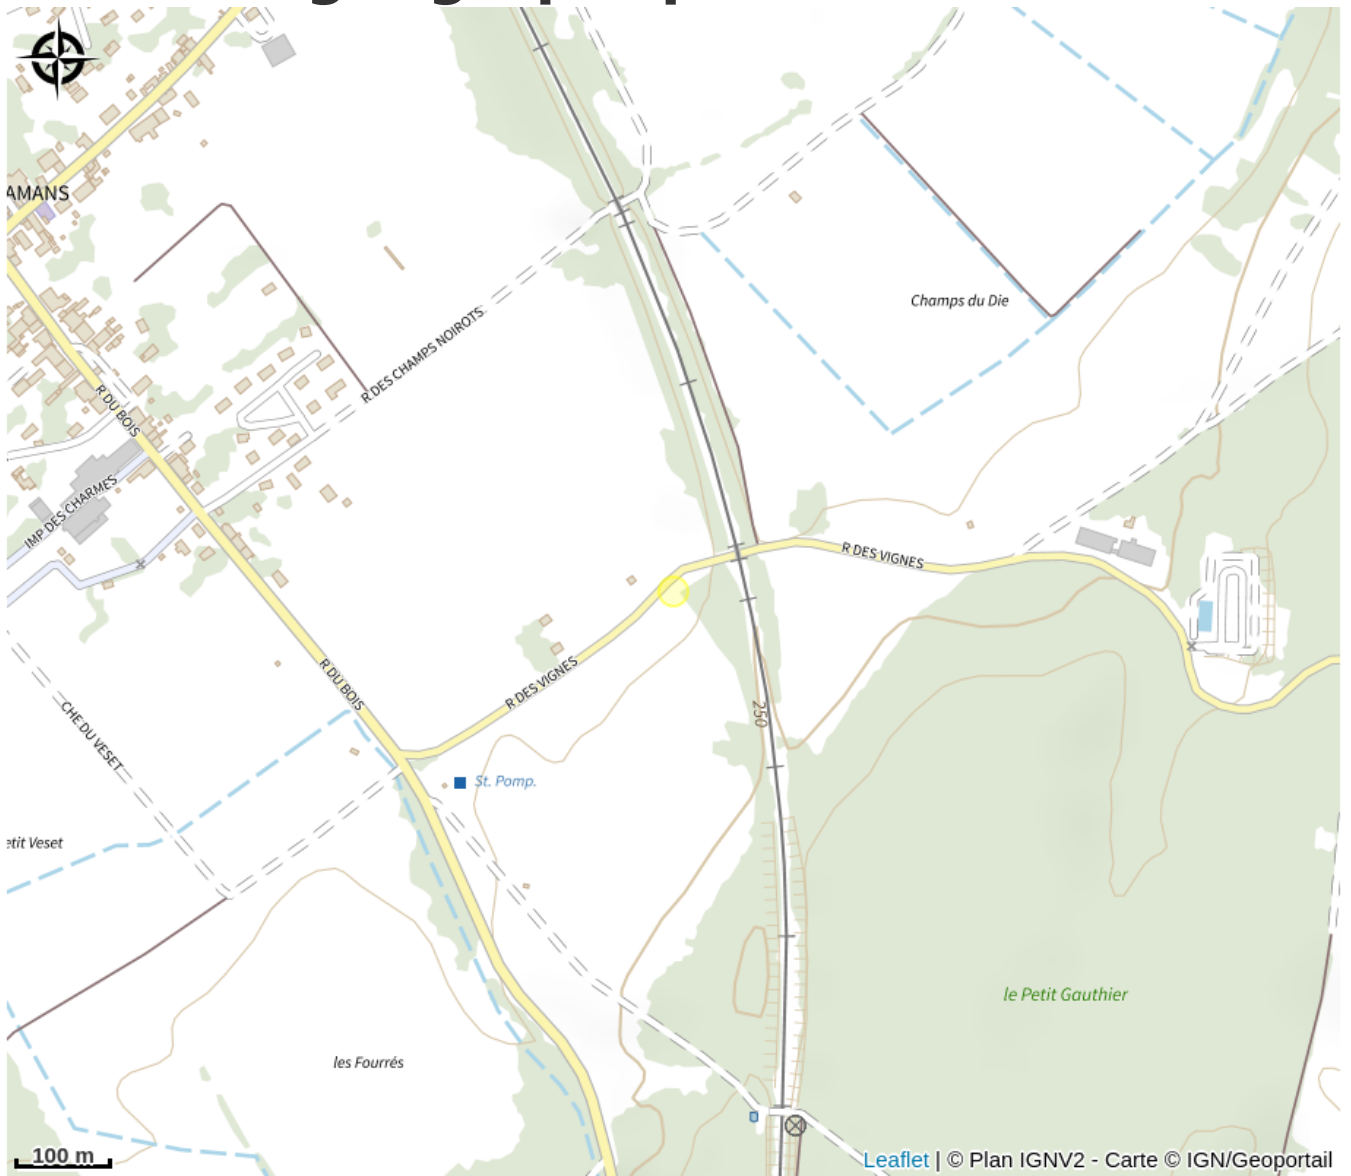 AMANS
Champs du Die
R DES CHAMPS NOIROTS
R DU BOIS
IMP DES CHARMES
R DES VIGNES
R DES VIGNES
R DU BOIS
250
CHE DU VESET
St. Pomp.
etit Veset
le Petit Gauthier
les Fourrés
100 m
Leaflet | © Plan IGNV2 - Carte © IGN/Geoportail